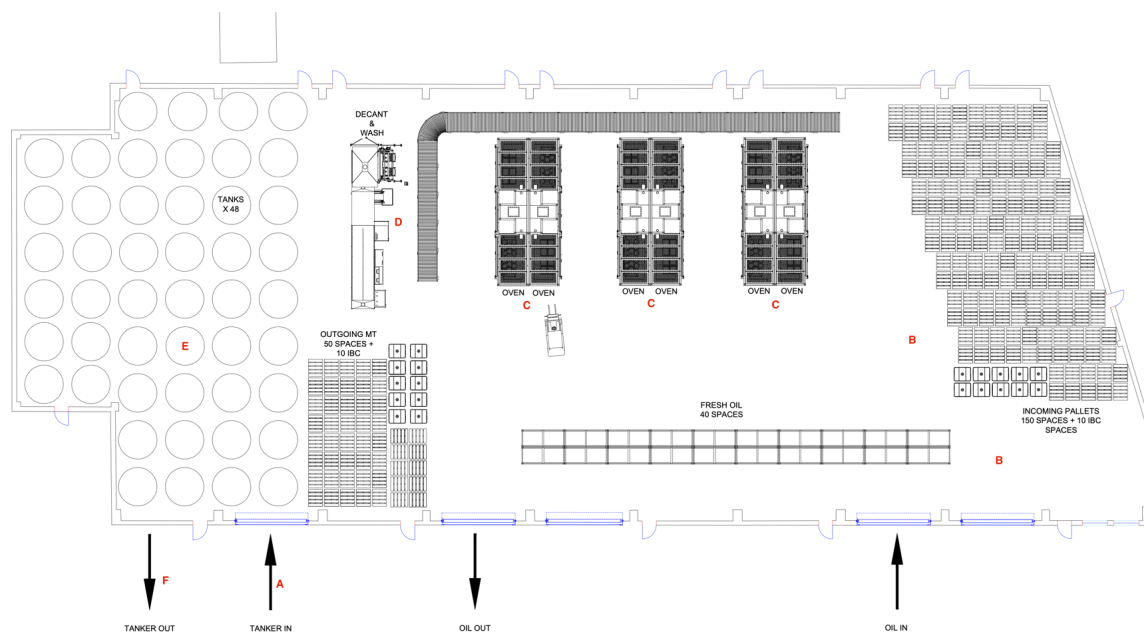 DECANT
&
WASH
TANKS
X 48
D
OVEN OVEN
C
OVEN OVEN
C
OVEN OVEN
C
B
E
OUTGOING MT
50 SPACES +
10 IBC
FRESH OIL
40 SPACES
INCOMING PALLETS
150 SPACES + 10 IBC
SPACES
B
F
A
TANKER OUT
TANKER IN
OIL OUT
OIL IN